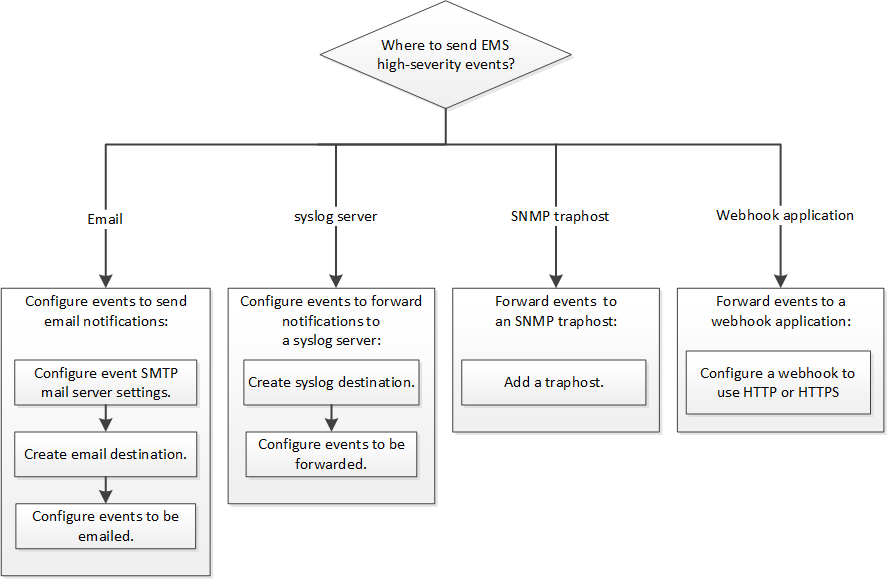 Where to send EMS
high-severity events?
Email
syslog server
SNMP traphost
Webhook application
Configure events to send
email notifications:
Configure event SMTP
mail server settings.
Create email destination.
Configure events to be
emailed.
Configure events to forward
notifications to
a syslog server:
Create syslog destination.
Configure events to be
forwarded.
Forward events to
an SNMP traphost:
Add a traphost.
Forward events to a
webhook application:
Configure a webhook to
use HTTP or HTTPS